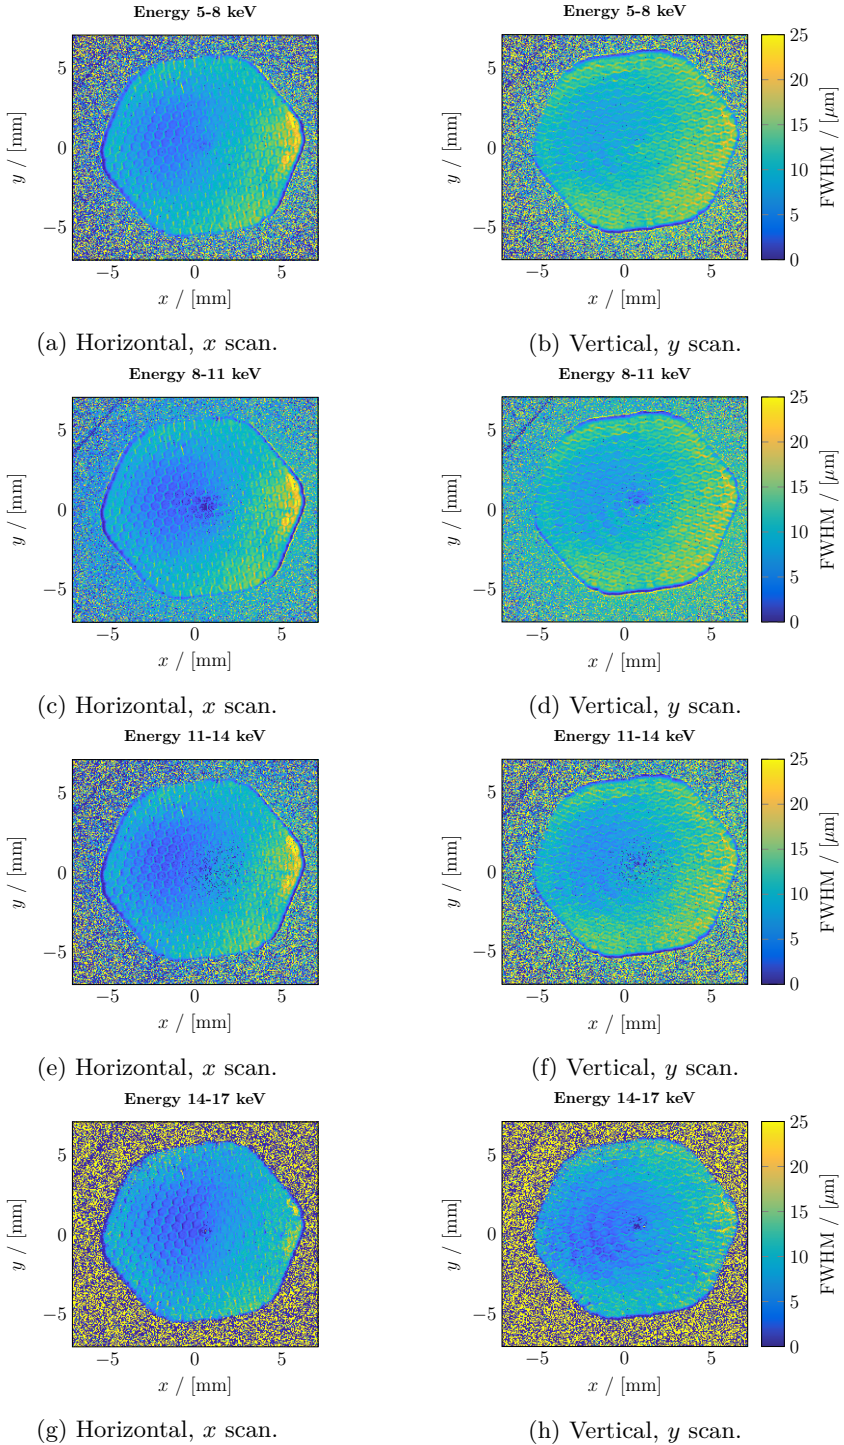 Energy 5-8 keV
Energy 5-8 keV
5
0
−5
y / [mm]
−5 0 5
x / [mm]
5
0
−5
y / [mm]
−5 0 5
x / [mm]
25
20
15
10
5
0
FWHM / [μm]
(a) Horizontal, x scan.
(b) Vertical, y scan.
Energy 8-11 keV
Energy 8-11 keV
5
0
−5
y / [mm]
−5 0 5
x / [mm]
5
0
−5
y / [mm]
−5 0 5
x / [mm]
25
20
15
10
5
0
FWHM / [μm]
(c) Horizontal, x scan.
(d) Vertical, y scan.
Energy 11-14 keV
Energy 11-14 keV
5
0
−5
y / [mm]
−5 0 5
x / [mm]
5
0
−5
y / [mm]
−5 0 5
x / [mm]
25
20
15
10
5
0
FWHM / [μm]
(e) Horizontal, x scan.
(f) Vertical, y scan.
Energy 14-17 keV
Energy 14-17 keV
5
0
−5
y / [mm]
−5 0 5
x / [mm]
5
0
−5
y / [mm]
−5 0 5
x / [mm]
25
20
15
10
5
0
FWHM / [μm]
(g) Horizontal, x scan.
(h) Vertical, y scan.